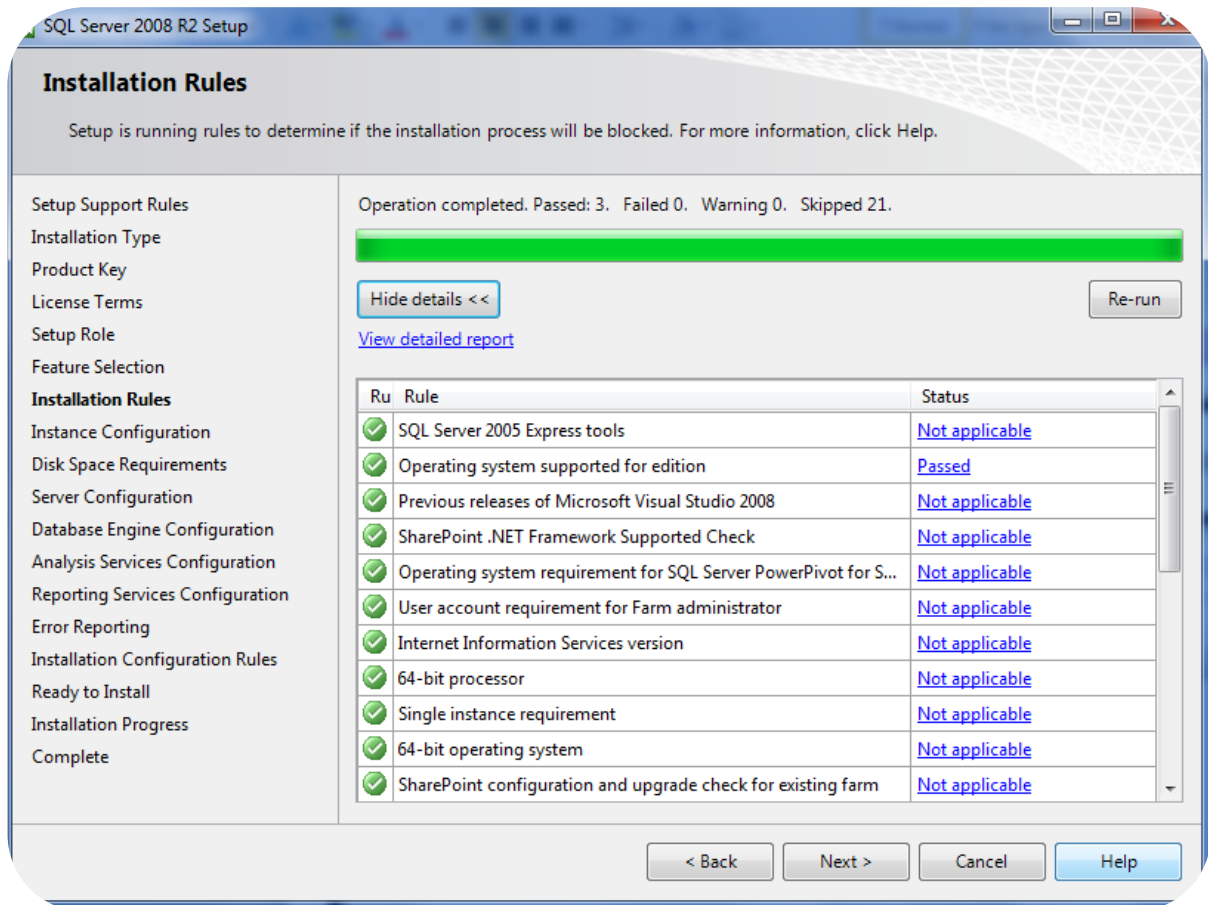 SQL Server 2008 R2 Setup
Installation Rules
Setup is running rules to determine if the installation process will be blocked. For more information, click Help.
Setup Support Rules
Installation Type
Product Key
License Terms
Setup Role
Feature Selection
Installation Rules
Instance Configuration
Disk Space Requirements
Server Configuration
Database Engine Configuration
Analysis Services Configuration
Reporting Services Configuration
Error Reporting
Installation Configuration Rules
Ready to Install
Installation Progress
Complete
Operation completed. Passed: 3.   Failed 0.   Warning 0.   Skipped 21.
Hide details <<
Re-run
View detailed report
Ru Rule Status
SQL Server 2005 Express tools Not applicable
Operating system supported for edition Passed
Previous releases of Microsoft Visual Studio 2008 Not applicable
SharePoint .NET Framework Supported Check Not applicable
Operating system requirement for SQL Server PowerPivot for S... Not applicable
User account requirement for Farm administrator Not applicable
Internet Information Services version Not applicable
64-bit processor Not applicable
Single instance requirement Not applicable
64-bit operating system Not applicable
SharePoint configuration and upgrade check for existing farm Not applicable
< Back Next > Cancel Help